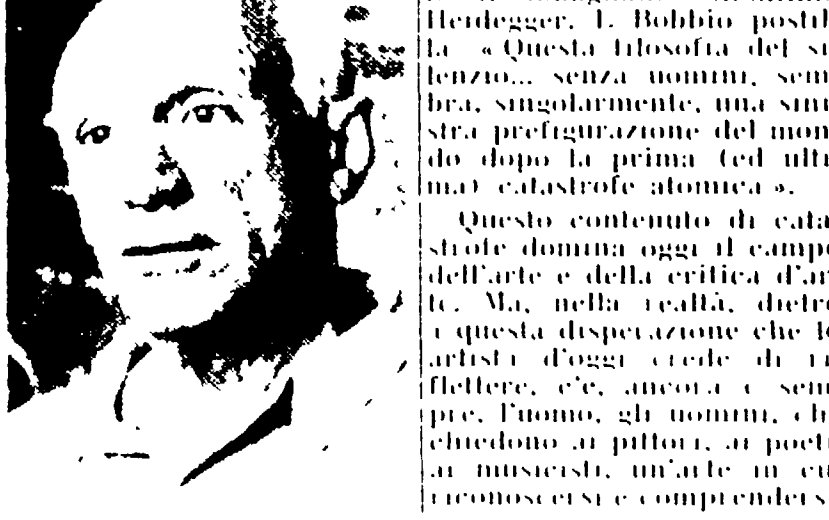 Heidegger, I. Bobbio postil
la «Questa filosofia del si
lenzio... senza uomini, sem
bra, singolarmente, una sini
stra prefigurazione del mon
do dopo la prima (ed ulti
ma) catastrofe atomica».
Questo contenuto di cata
strofe domina oggi il campo
dell'arte e della critica d'ar
te. Ma, nella realtà, dietro
a questa disperazione che lo
artista d'oggi crede di ri
flettere, c'è, ancora e sem
pre, l'uomo, gli uomini, che
chiedono ai pittori, ai poeti
ai musicisti, un'arte in cui
riconoscersi e comprendersi